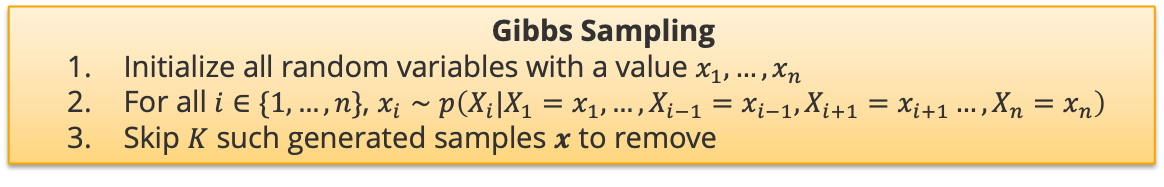 Gibbs Sampling
1. Initialize all random variables with a value 𝑥₁, … , 𝑥ₙ
2. For all 𝑖 ∈ {1, … , 𝑛}, 𝑥ᵢ ~ 𝑝(𝑋ᵢ|𝑋₁ = 𝑥₁, … , 𝑋ᵢ₋₁ = 𝑥ᵢ₋₁, 𝑋ᵢ₊₁ = 𝑥ᵢ₊₁ … , 𝑋ₙ = 𝑥ₙ)
3. Skip 𝐾 such generated samples 𝒙 to remove